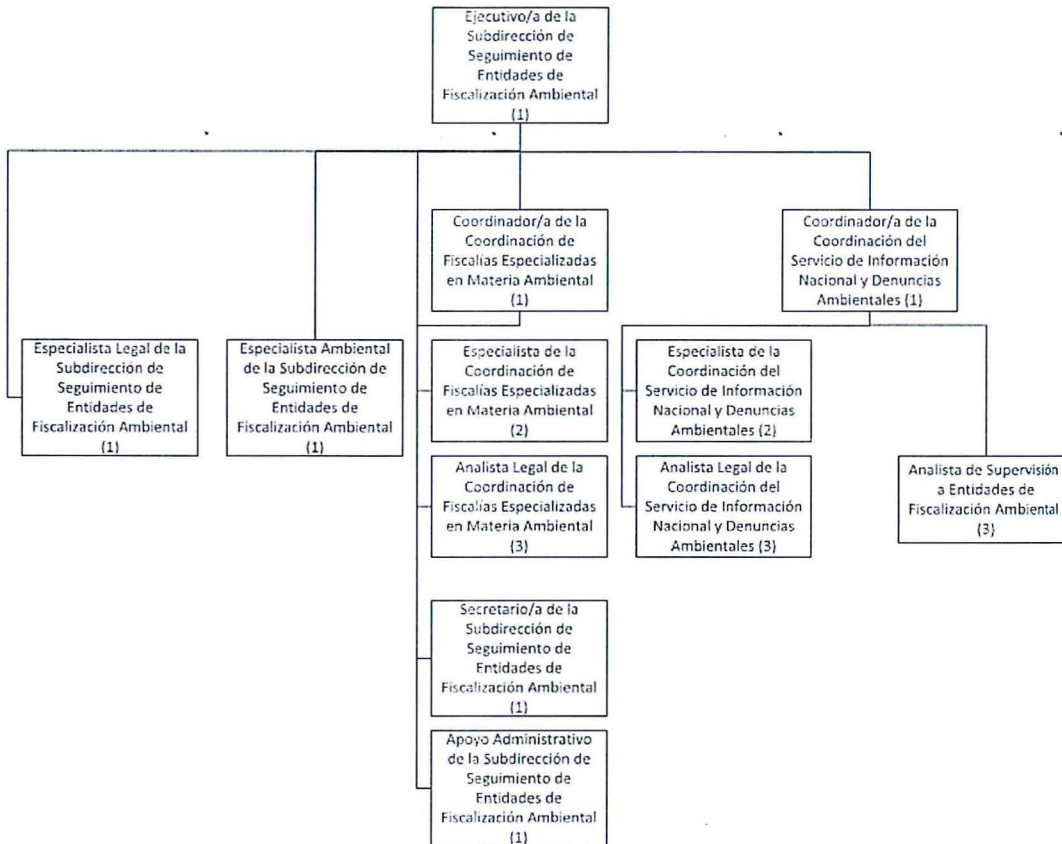 Ejecutivo/a de la
Subdirección de
Seguimiento de
Entidades de
Fiscalización Ambiental
(1)
Coordinador/a de la
Coordinación de
Fiscalías Especializadas
en Materia Ambiental
(1)
Coordinador/a de la
Coordinación del
Servicio de Información
Nacional y Denuncias
Ambientales (1)
Especialista Legal de la
Subdirección de
Seguimiento de
Entidades de
Fiscalización Ambiental
(1)
Especialista Ambiental
de la Subdirección de
Seguimiento de
Entidades de
Fiscalización Ambiental
(1)
Especialista de la
Coordinación de
Fiscalías Especializadas
en Materia Ambiental
(2)
Especialista de la
Coordinación del
Servicio de Información
Nacional y Denuncias
Ambientales (2)
Analista Legal de la
Coordinación de
Fiscalías Especializadas
en Materia Ambiental
(3)
Analista Legal de la
Coordinación del
Servicio de Información
Nacional y Denuncias
Ambientales (3)
Analista de Supervisión
a Entidades de
Fiscalización Ambiental
(3)
Secretario/a de la
Subdirección de
Seguimiento de
Entidades de
Fiscalización Ambiental
(1)
Apoyo Administrativo
de la Subdirección de
Seguimiento de
Entidades de
Fiscalización Ambiental
(1)